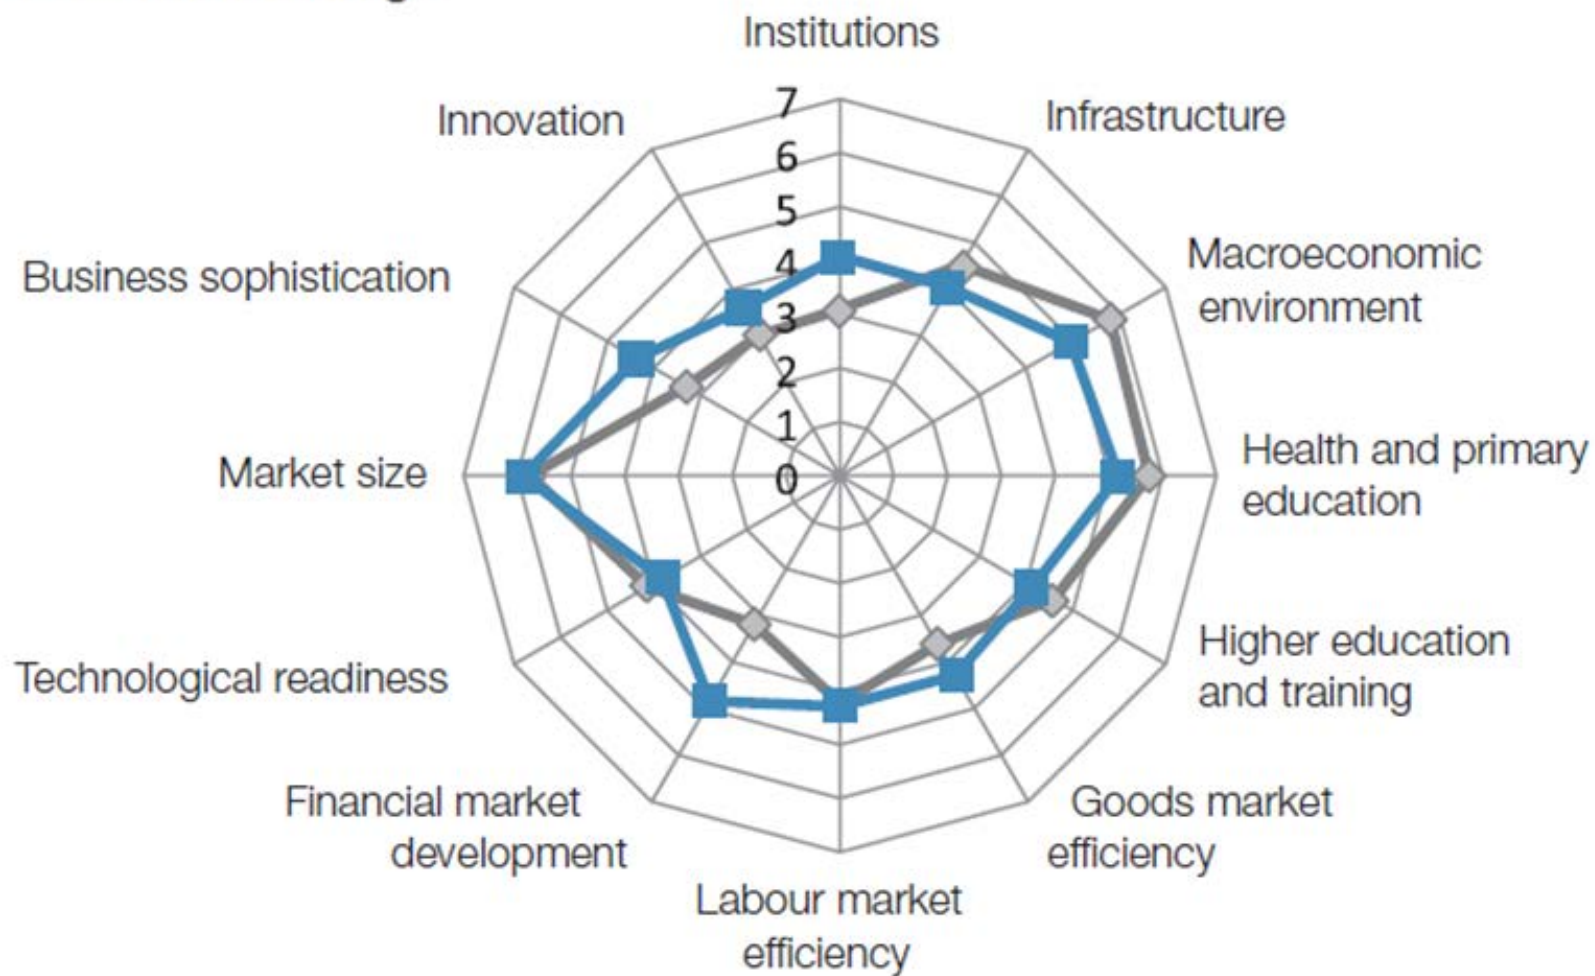 Institutions
Infrastructure
Macroeconomic
environment
Health and primary
education
Higher education
and training
Goods market
efficiency
Labour market
efficiency
Financial market
development
Technological readiness
Market size
Business sophistication
Innovation
7
6
5
4
3
2
1
0